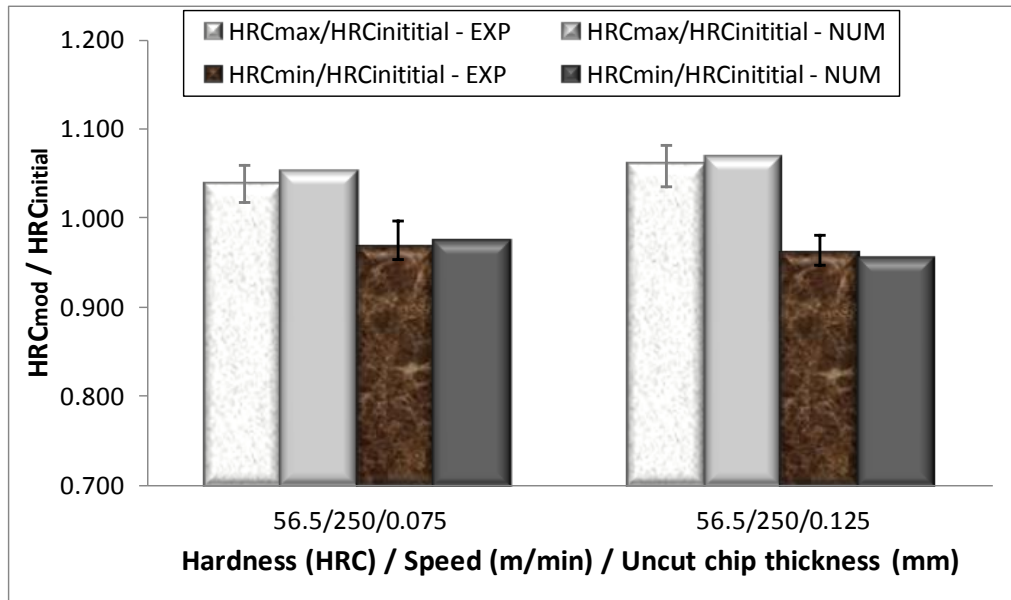 HRCmax/HRCinititial - EXP
HRCmax/HRCinititial - NUM
HRCmin/HRCinititial - EXP
HRCmin/HRCinititial - NUM
1.200
1.100
1.000
0.900
0.800
0.700
HRCmod / HRCinitial
56.5/250/0.075
56.5/250/0.125
Hardness (HRC) / Speed (m/min) / Uncut chip thickness (mm)